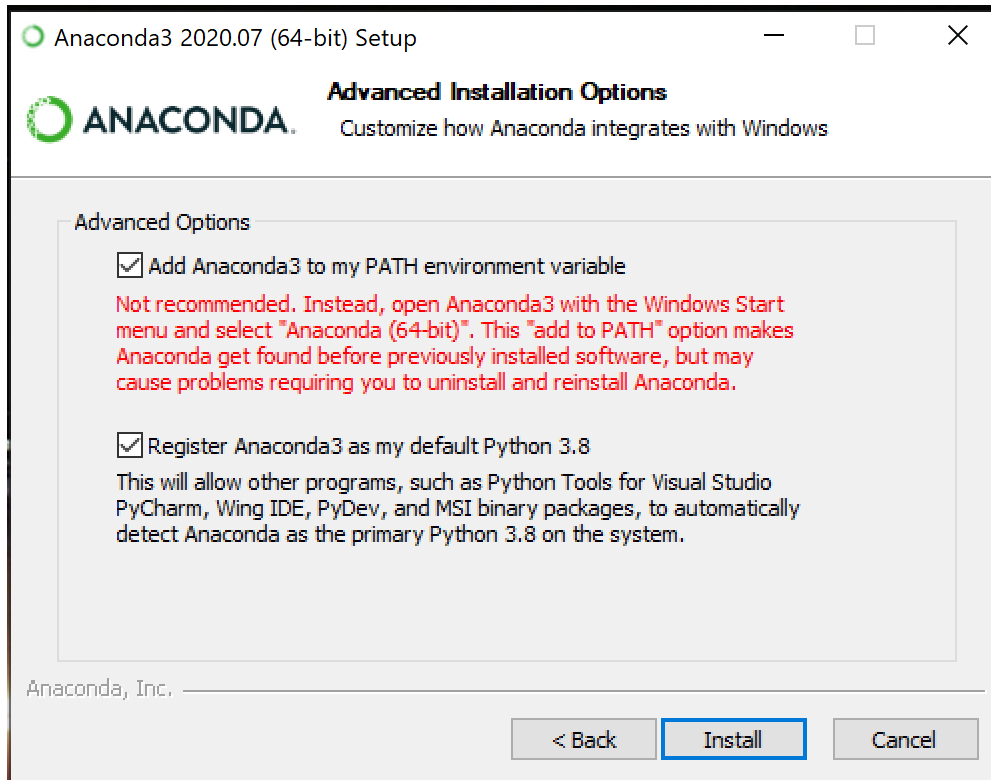 Anaconda3 2020.07 (64-bit) Setup
ANACONDA.
Advanced Installation Options
Customize how Anaconda integrates with Windows
Advanced Options
Add Anaconda3 to my PATH environment variable
Not recommended. Instead, open Anaconda3 with the Windows Start
menu and select "Anaconda (64-bit)". This "add to PATH" option makes
Anaconda get found before previously installed software, but may
cause problems requiring you to uninstall and reinstall Anaconda.
Register Anaconda3 as my default Python 3.8
This will allow other programs, such as Python Tools for Visual Studio
PyCharm, Wing IDE, PyDev, and MSI binary packages, to automatically
detect Anaconda as the primary Python 3.8 on the system.
Anaconda, Inc.
< Back
Install
Cancel